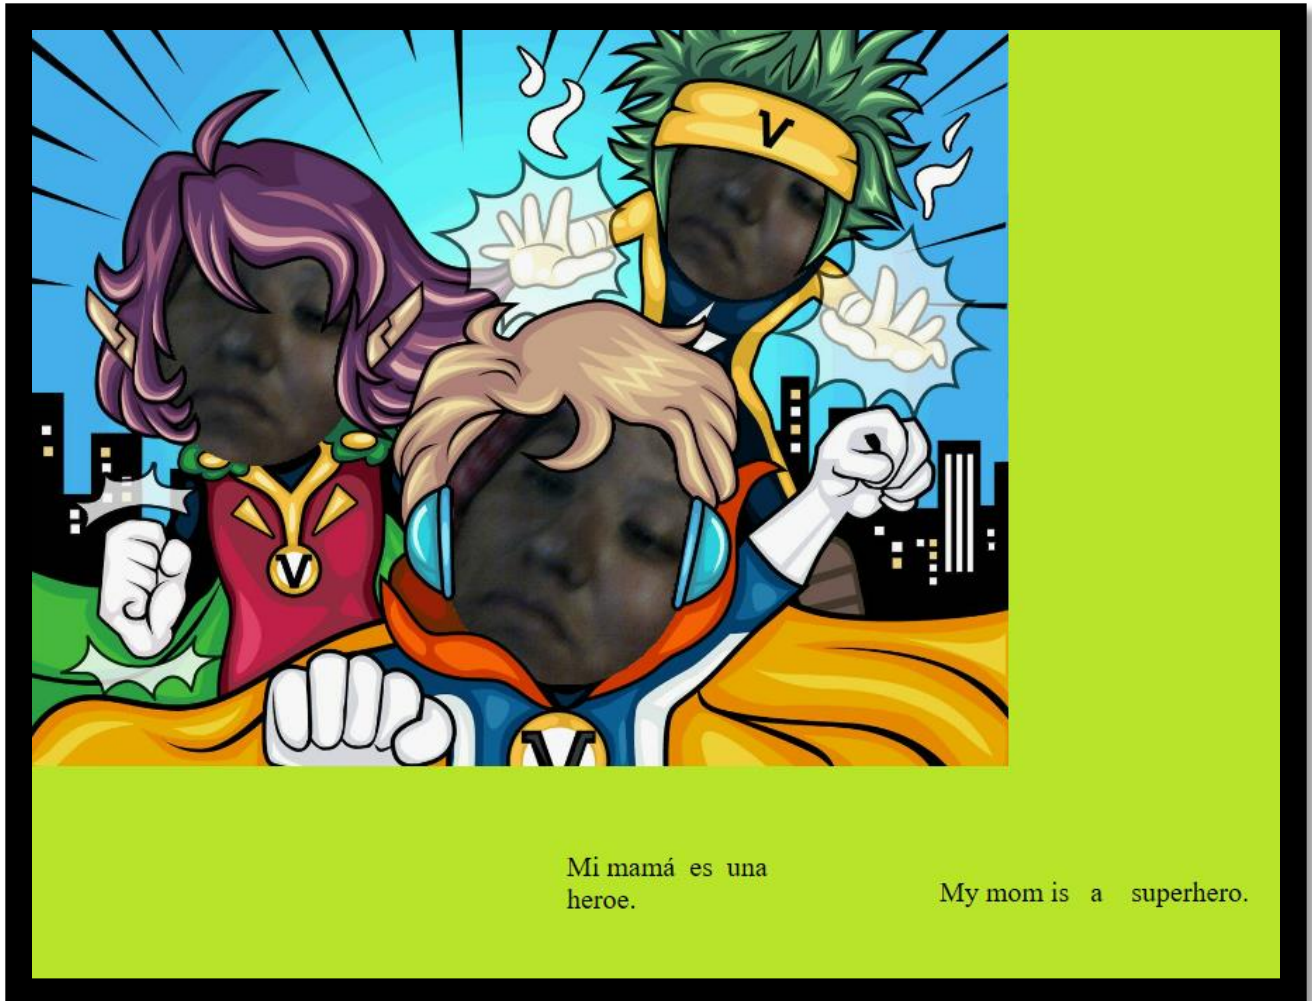 V
V
V
Mi mamá es una
heroe.
My mom is a superhero.